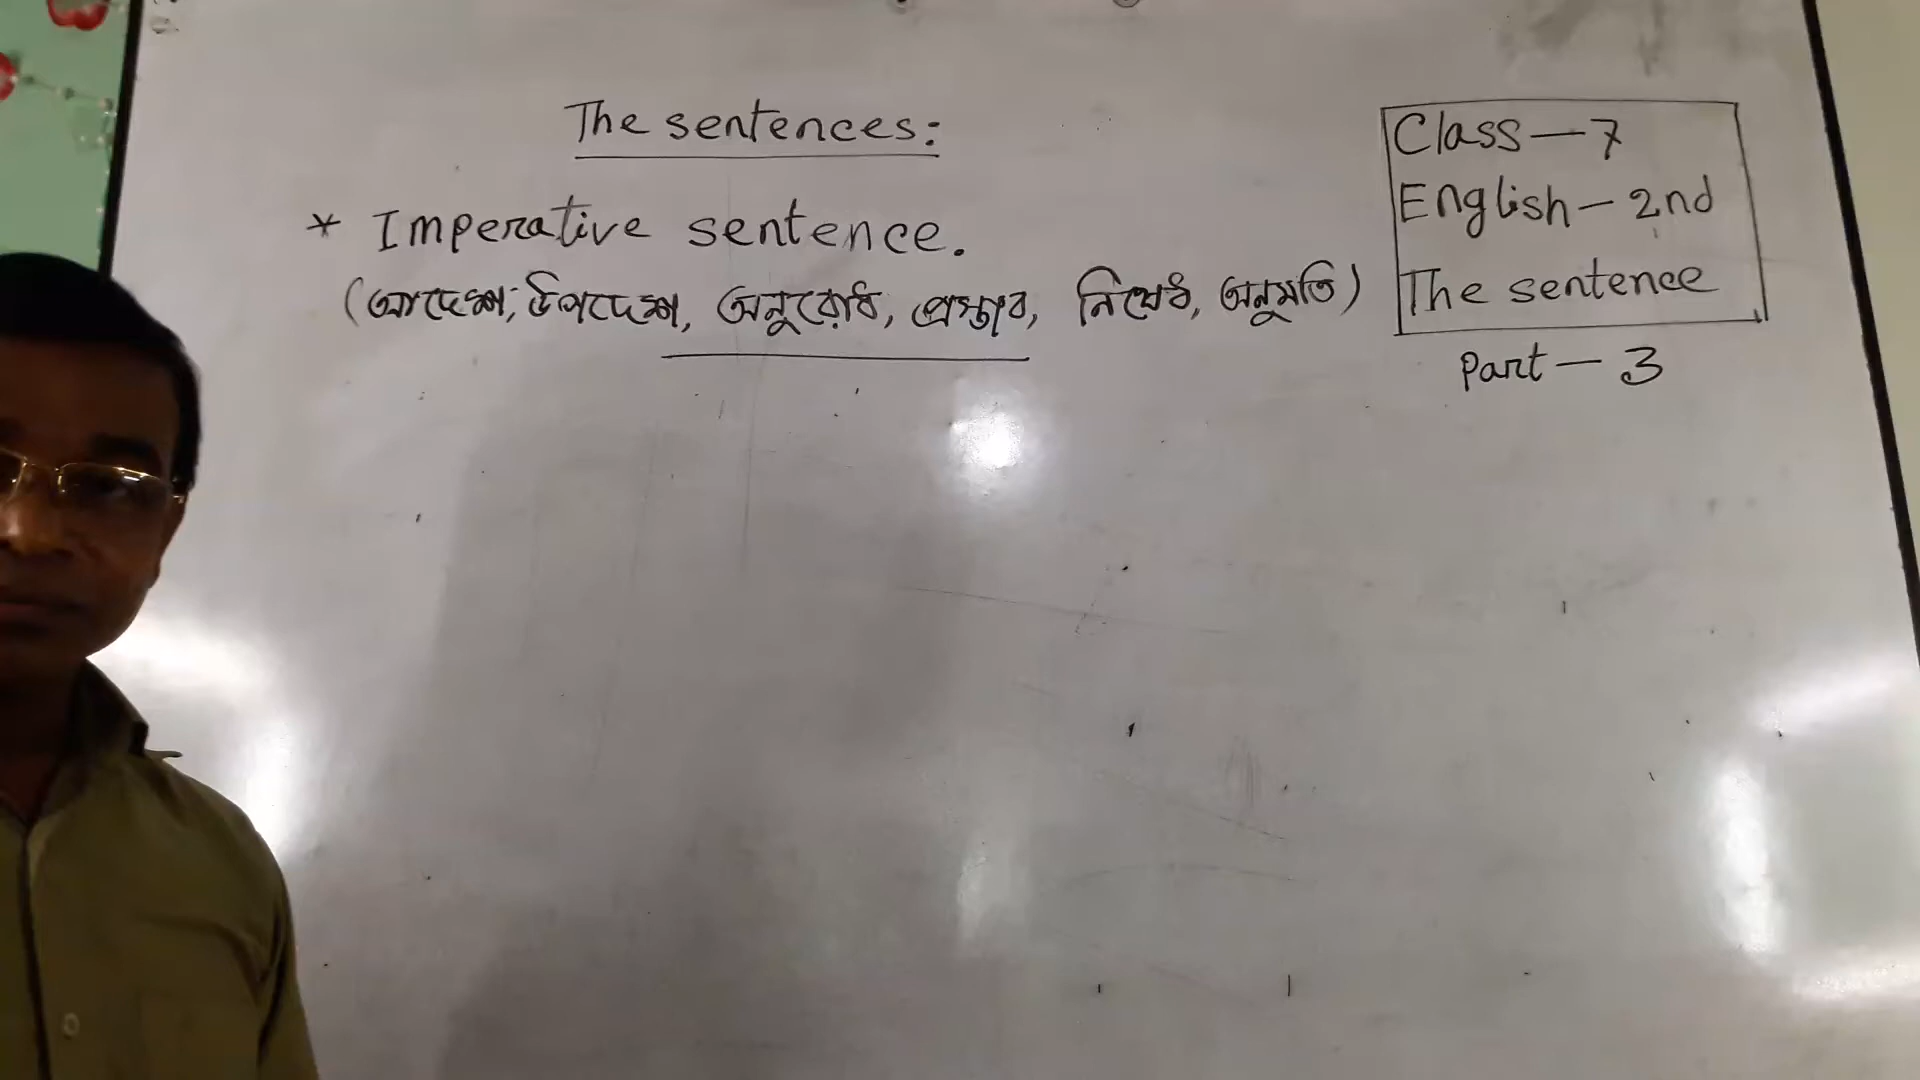 The sentences:
* Imperative sentence.
(আদেশ, উপদেশ, অনুরোধ, প্রস্তাব, নিষেধ, অনুমতি)
Class — 7
English - 2nd
The sentence
Part - 3